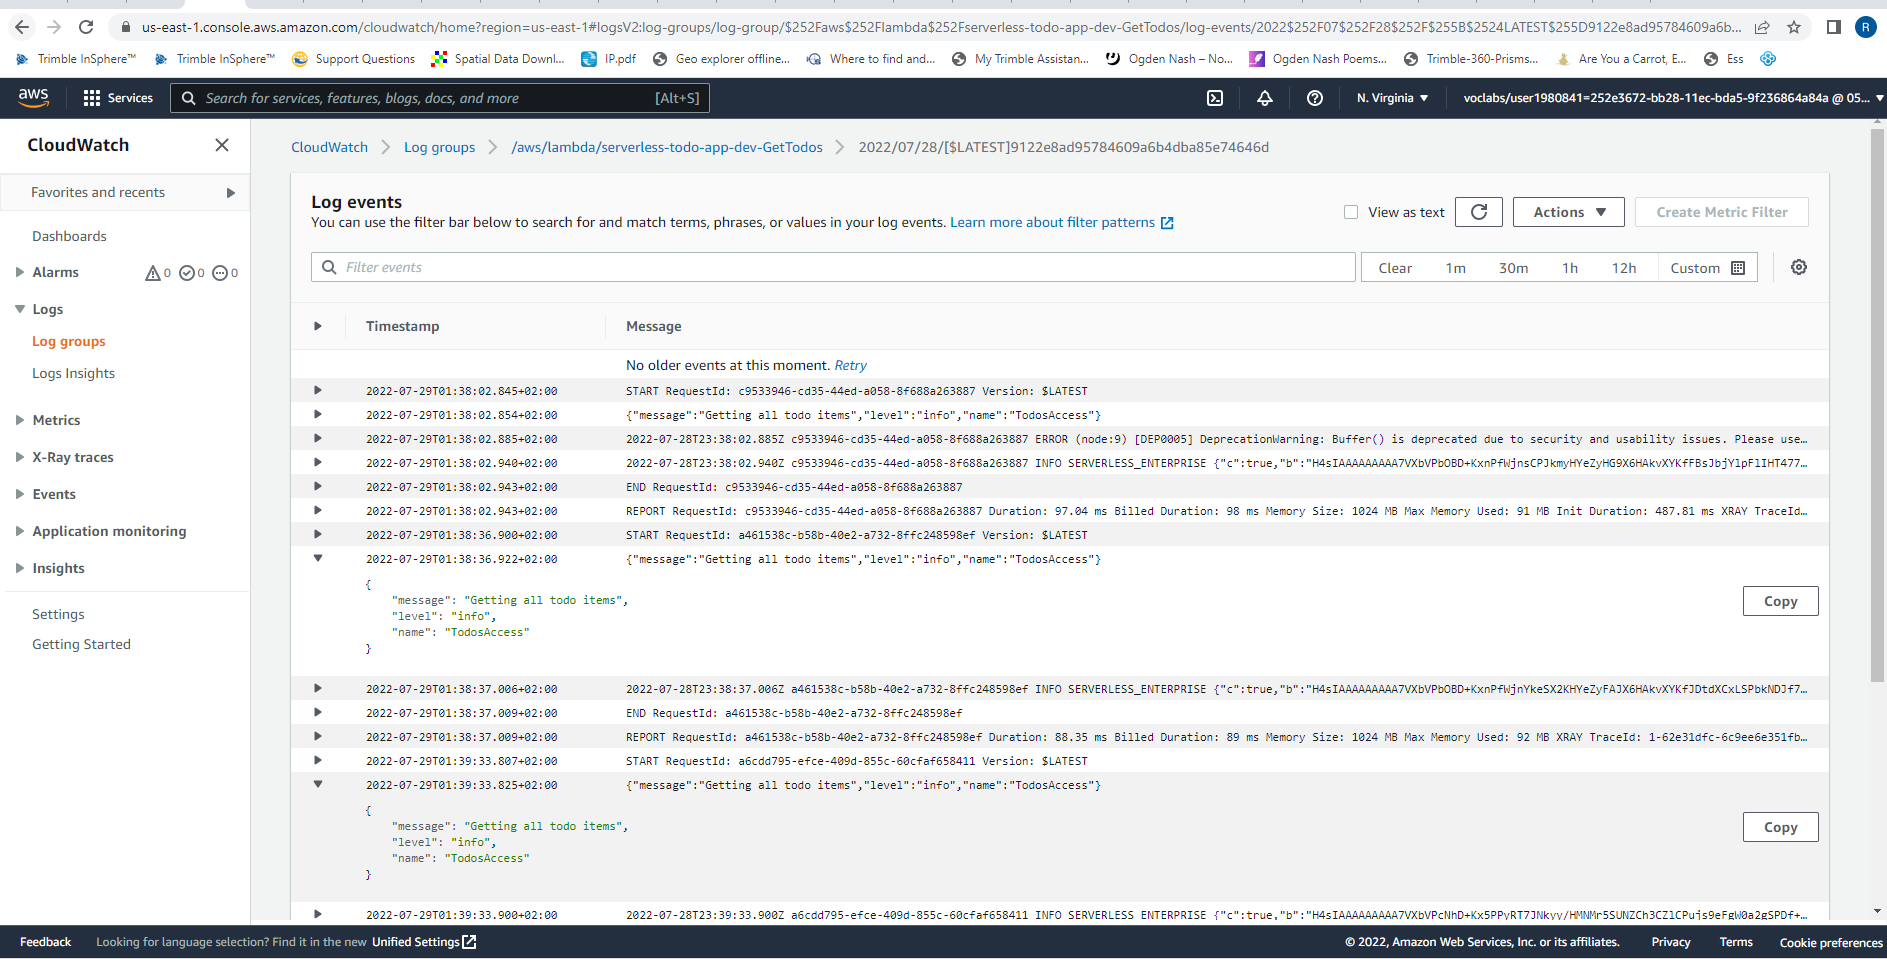 us-east-1.console.aws.amazon.com/cloudwatch/home?region=us-east-1#logsV2:log-groups/log-group/$252Faws$252Flambda$252Fserverless-todo-app-dev-GetTodos/log-events/2022$252F07$252F28$252F$255B$2524LATEST$255D9122e8ad95784609a6b... R
Trimble InSphere™ Trimble InSphere™ Support Questions Spatial Data Downl... IP.pdf Geo explorer offline... Where to find and... My Trimble Assistan... Ogden Nash – No... Ogden Nash Poems... Trimble-360-Prisms... Are You a Carrot, E... Ess
aws Services Search for services, features, blogs, docs, and more [Alt+S] N. Virginia voclabs/user1980841=252e3672-bb28-11ec-bda5-9f236864a84a @ 05...
CloudWatch
Favorites and recents
Dashboards
Alarms 0 0 0
Logs
Log groups
Logs Insights
Metrics
X-Ray traces
Events
Application monitoring
Insights
Settings
Getting Started
CloudWatch Log groups /aws/lambda/serverless-todo-app-dev-GetTodos 2022/07/28/[$LATEST]9122e8ad95784609a6b4dba85e74646d
Log events
You can use the filter bar below to search for and match terms, phrases, or values in your log events. Learn more about filter patterns
View as text Actions Create Metric Filter
Filter events Clear 1m 30m 1h 12h Custom
Timestamp Message
No older events at this moment. Retry
2022-07-29T01:38:02.845+02:00 START RequestId: c9533946-cd35-44ed-a058-8f688a263887 Version: $LATEST
2022-07-29T01:38:02.854+02:00 {"message":"Getting all todo items","level":"info","name":"TodosAccess"}
2022-07-29T01:38:02.885+02:00 2022-07-28T23:38:02.885Z c9533946-cd35-44ed-a058-8f688a263887 ERROR (node:9) [DEP0005] DeprecationWarning: Buffer() is deprecated due to security and usability issues. Please use...
2022-07-29T01:38:02.940+02:00 2022-07-28T23:38:02.940Z c9533946-cd35-44ed-a058-8f688a263887 INFO SERVERLESS_ENTERPRISE {"c":true,"b":"H4sIAAAAAAAAA7VXbVPbOBD+KxnPfWjnsCPJkmyHYeZyHG9X6HAkvXYKfFBsJbjYlpFlIHT477...
2022-07-29T01:38:02.943+02:00 END RequestId: c9533946-cd35-44ed-a058-8f688a263887
2022-07-29T01:38:02.943+02:00 REPORT RequestId: c9533946-cd35-44ed-a058-8f688a263887 Duration: 97.04 ms Billed Duration: 98 ms Memory Size: 1024 MB Max Memory Used: 91 MB Init Duration: 487.81 ms XRAY TraceId...
2022-07-29T01:38:36.900+02:00 START RequestId: a461538c-b58b-40e2-a732-8ffc248598ef Version: $LATEST
2022-07-29T01:38:36.922+02:00 {"message":"Getting all todo items","level":"info","name":"TodosAccess"}
{
"message": "Getting all todo items",
"level": "info",
"name": "TodosAccess"
}
Copy
2022-07-29T01:38:37.006+02:00 2022-07-28T23:38:37.006Z a461538c-b58b-40e2-a732-8ffc248598ef INFO SERVERLESS_ENTERPRISE {"c":true,"b":"H4sIAAAAAAAAA7VXbVPbOBD+KxnPfWjnYkeSX2KHYeZyFAJX6HAkvXYKfJDtdXCxLSPbkNDJf7...
2022-07-29T01:38:37.009+02:00 END RequestId: a461538c-b58b-40e2-a732-8ffc248598ef
2022-07-29T01:38:37.009+02:00 REPORT RequestId: a461538c-b58b-40e2-a732-8ffc248598ef Duration: 88.35 ms Billed Duration: 89 ms Memory Size: 1024 MB Max Memory Used: 92 MB XRAY TraceId: 1-62e31dfc-6c9ee6e351fb...
2022-07-29T01:39:33.807+02:00 START RequestId: a6cdd795-efce-409d-855c-60cfaf658411 Version: $LATEST
2022-07-29T01:39:33.825+02:00 {"message":"Getting all todo items","level":"info","name":"TodosAccess"}
{
"message": "Getting all todo items",
"level": "info",
"name": "TodosAccess"
}
Copy
2022-07-29T01:39:33.900+02:00 2022-07-28T23:39:33.900Z a6cdd795-efce-409d-855c-60cfaf658411 INFO SERVERLESS_ENTERPRISE
Feedback Looking for language selection? Find it in the new Unified Settings © 2022, Amazon Web Services, Inc. or its affiliates. Privacy Terms Cookie preferences